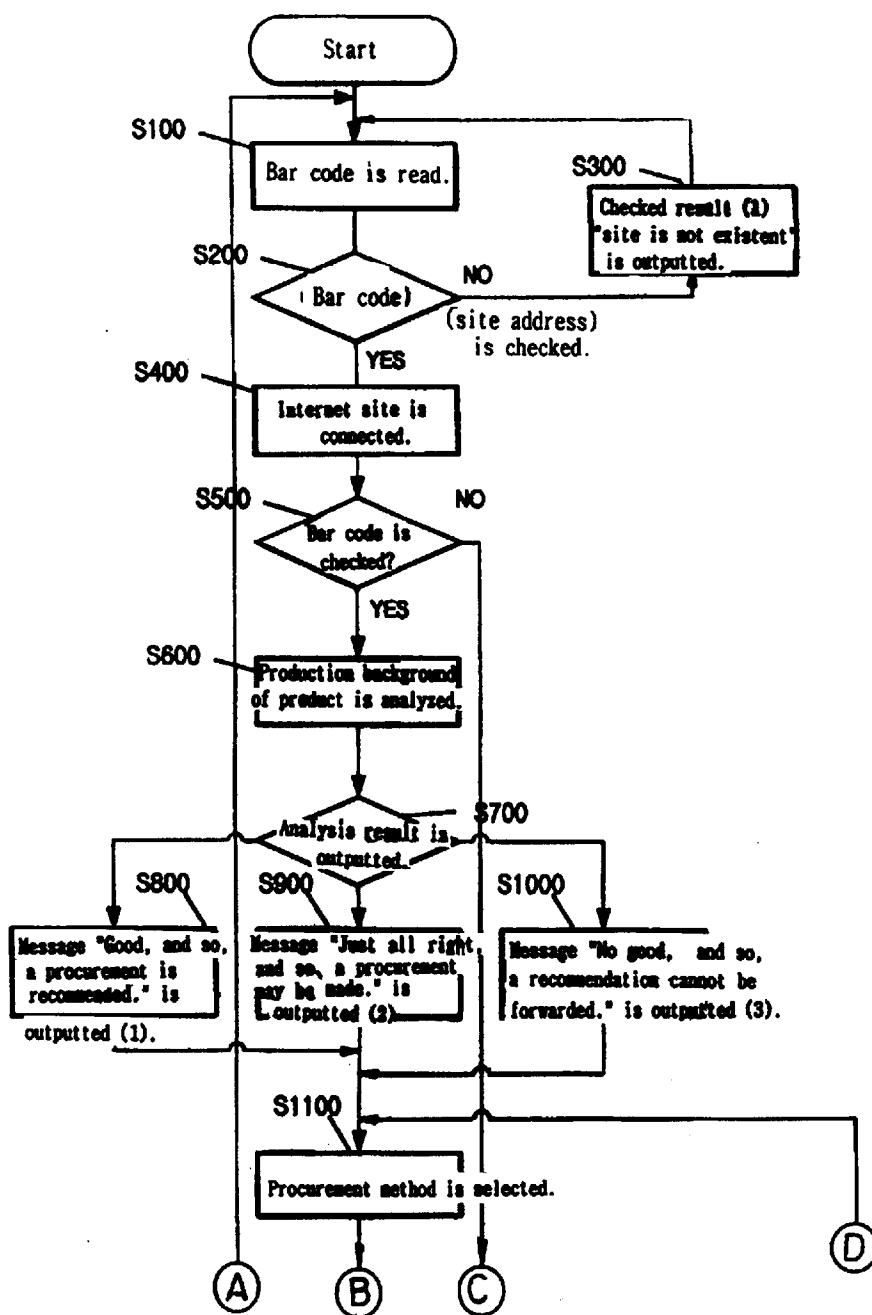 Start
S100
Bar code is read.
S300
Checked result (2)
"site is not existent"
is outputted.
S200
(Bar code)
NO
(site address)
is checked.
YES
S400
Internet site is
connected.
S500
NO
Bar code is
checked?
YES
S600
Production background
of product is analyzed.
S700
Analysis result is
outputted.
S800
Message "Good, and so,
a procurement is
recommended." is
outputted (1).
S900
Message "Just all right,
and so, a procurement
may be made." is
outputted (2)
S1000
Message "No good, and so,
a recommendation cannot be
forwarded." is outputted (3).
S1100
Procurement method is selected.
A
B
C
D